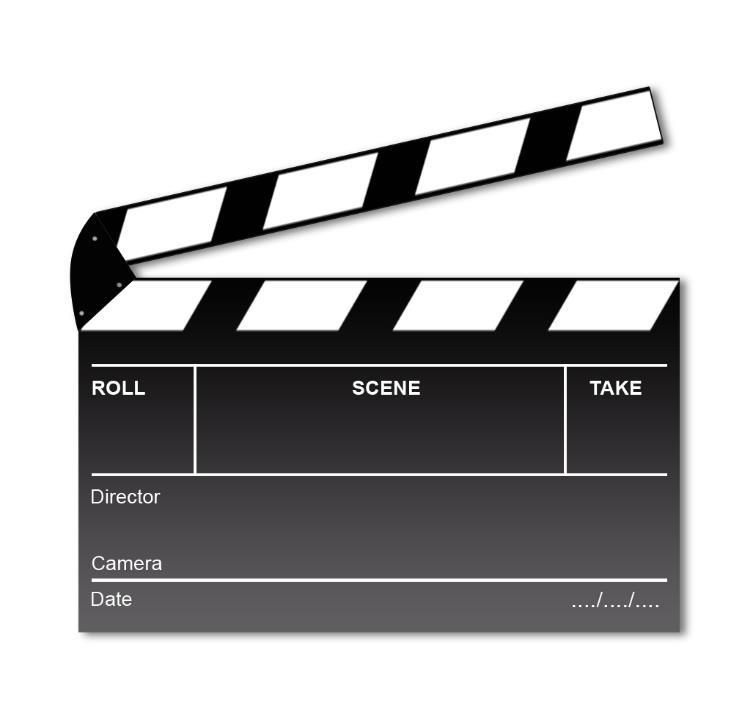 ROLL SCENE TAKE
Director
Camera
Date ..../..../....